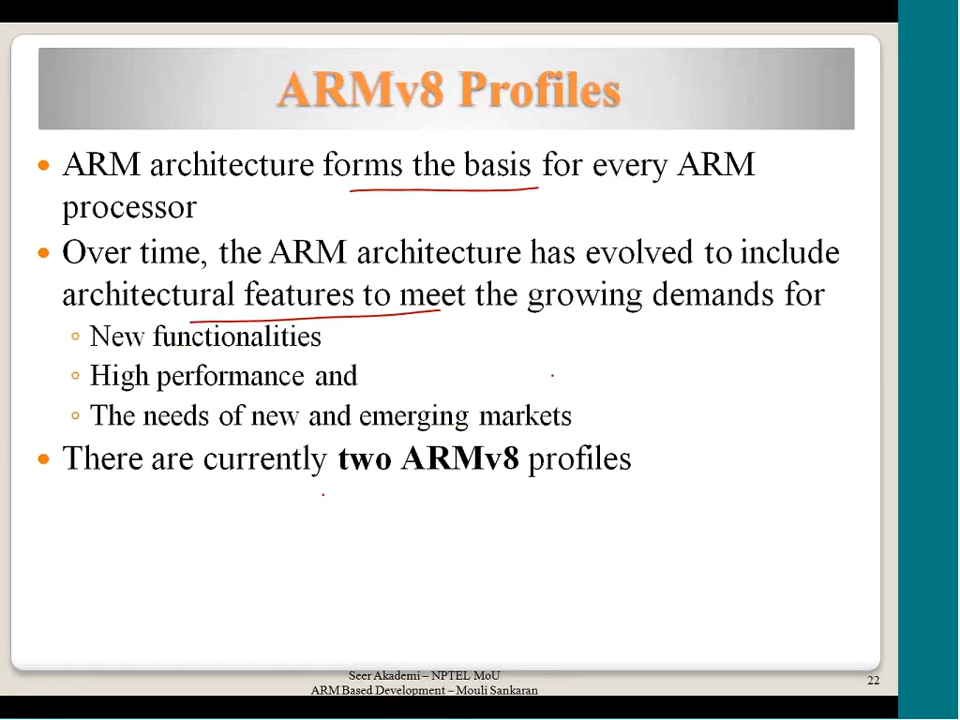 ARMv8 Profiles
ARM architecture forms the basis for every ARM
processor
Over time, the ARM architecture has evolved to include
architectural features to meet the growing demands for
New functionalities
High performance and
The needs of new and emerging markets
There are currently two ARMv8 profiles
Seer Akademi – NPTEL MoU
ARM Based Development – Mouli Sankaran
22